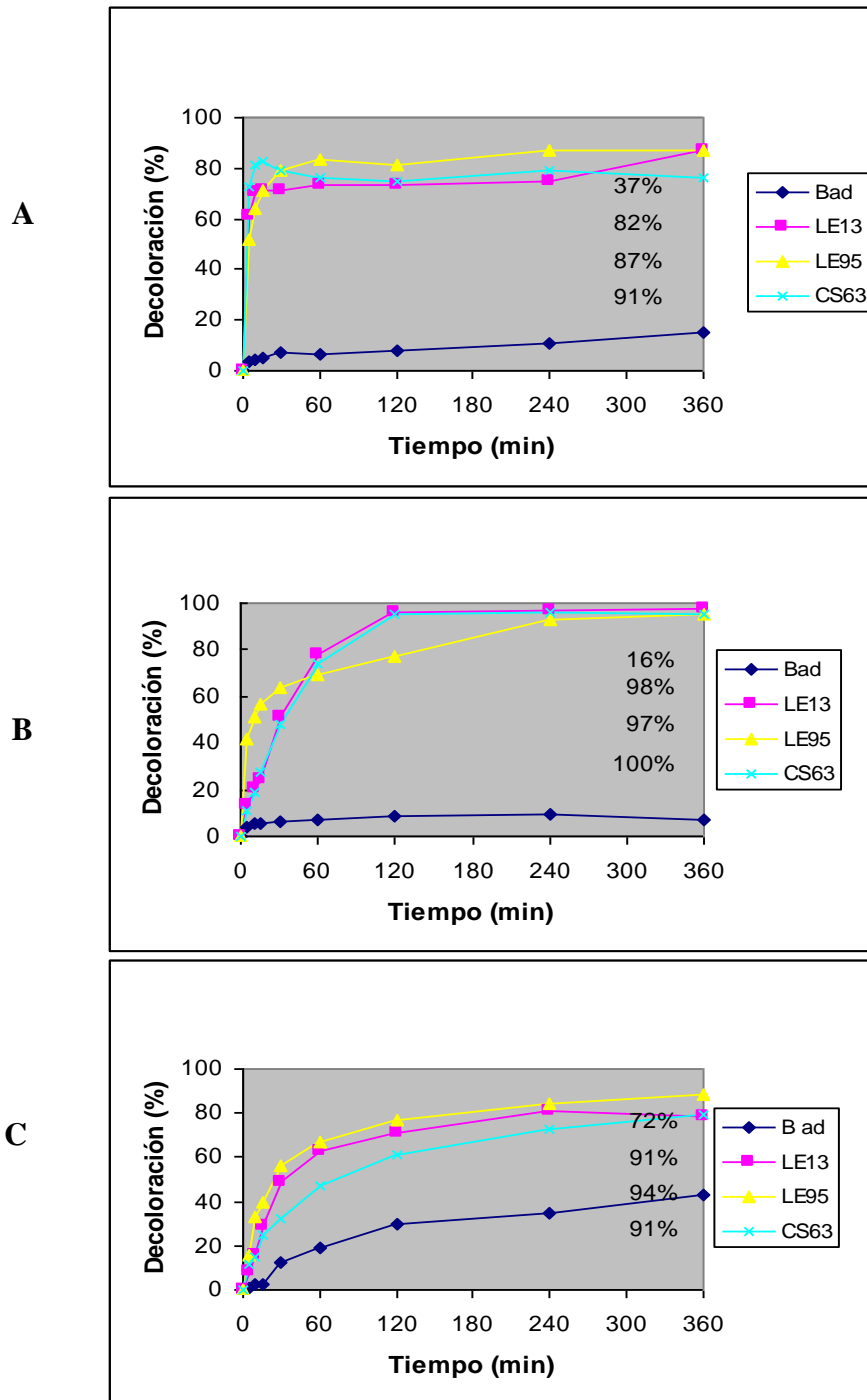 A
Decoloración (%)
100
80
60
40
20
0
37%
82%
87%
91%
Bad
LE13
LE95
CS63
0 60 120 180 240 300 360
Tiempo (min)
B
Decoloración (%)
100
80
60
40
20
0
16%
98%
97%
100%
Bad
LE13
LE95
CS63
0 60 120 180 240 300 360
Tiempo (min)
C
Decoloración (%)
100
80
60
40
20
0
72%
91%
94%
91%
B ad
LE13
LE95
CS63
0 60 120 180 240 300 360
Tiempo (min)